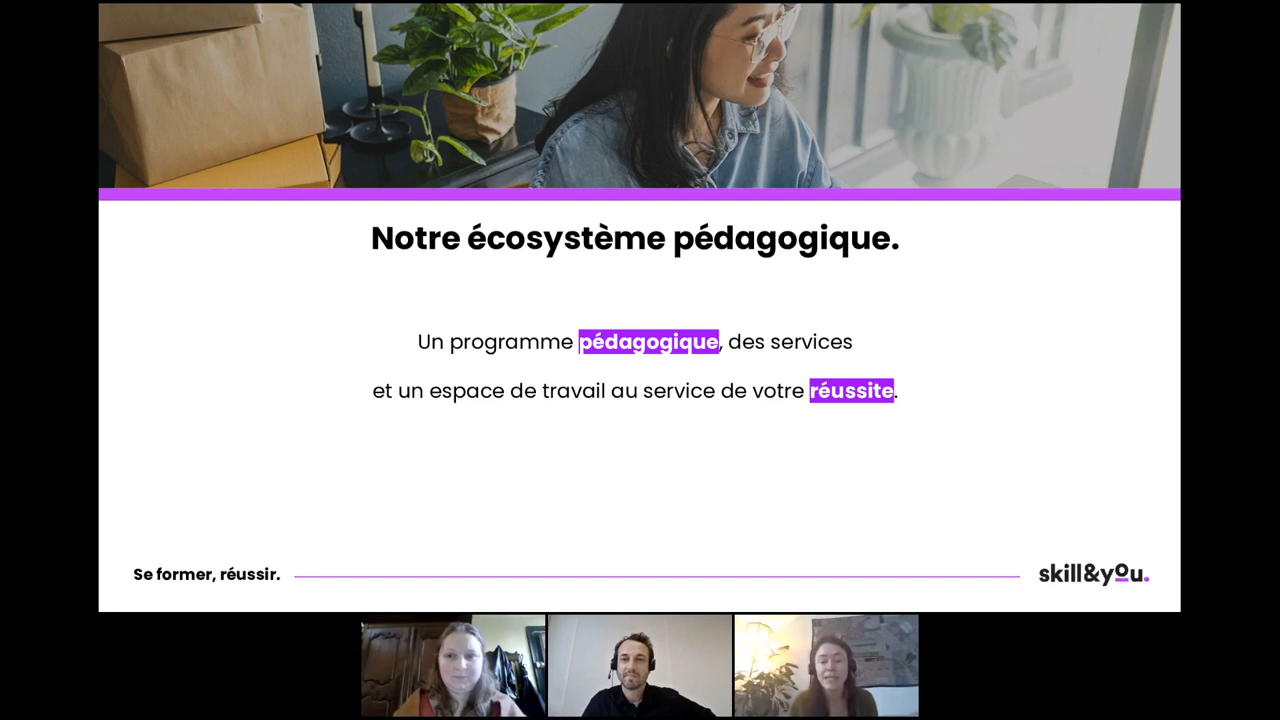 Notre écosystème pédagogique.
Un programme pédagogique, des services
et un espace de travail au service de votre réussite.
Se former, réussir.
skill&you.